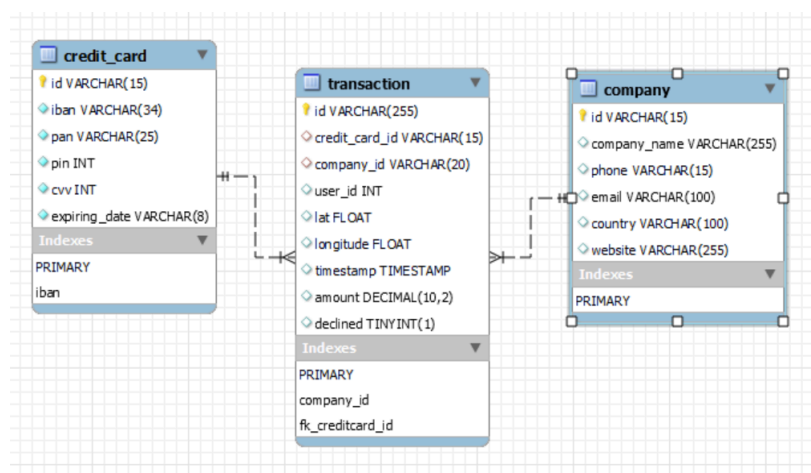 credit_card
id VARCHAR(15)
iban VARCHAR(34)
pan VARCHAR(25)
pin INT
cvv INT
expiring_date VARCHAR(8)
Indexes
PRIMARY
iban
transaction
id VARCHAR(255)
credit_card_id VARCHAR(15)
company_id VARCHAR(20)
user_id INT
lat FLOAT
longitude FLOAT
timestamp TIMESTAMP
amount DECIMAL(10,2)
declined TINYINT(1)
Indexes
PRIMARY
company_id
fk_creditcard_id
company
id VARCHAR(15)
company_name VARCHAR(255)
phone VARCHAR(15)
email VARCHAR(100)
country VARCHAR(100)
website VARCHAR(255)
Indexes
PRIMARY